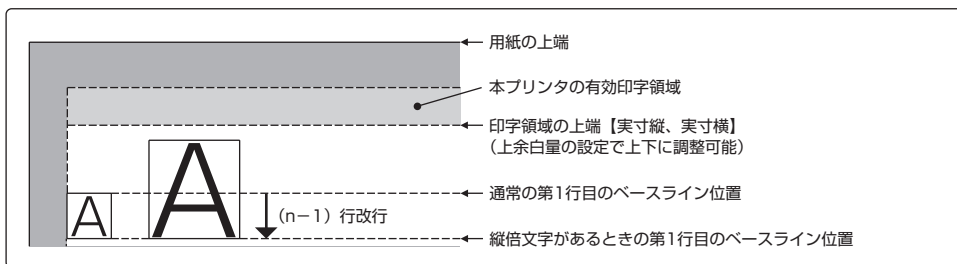 用紙の上端
本プリンタの有効印字領域
印字領域の上端【実寸縦、実寸横】
（上余白量の設定で上下に調整可能）
通常の第1行目のベースライン位置
A A （n－1）行改行
縦倍文字があるときの第1行目のベースライン位置